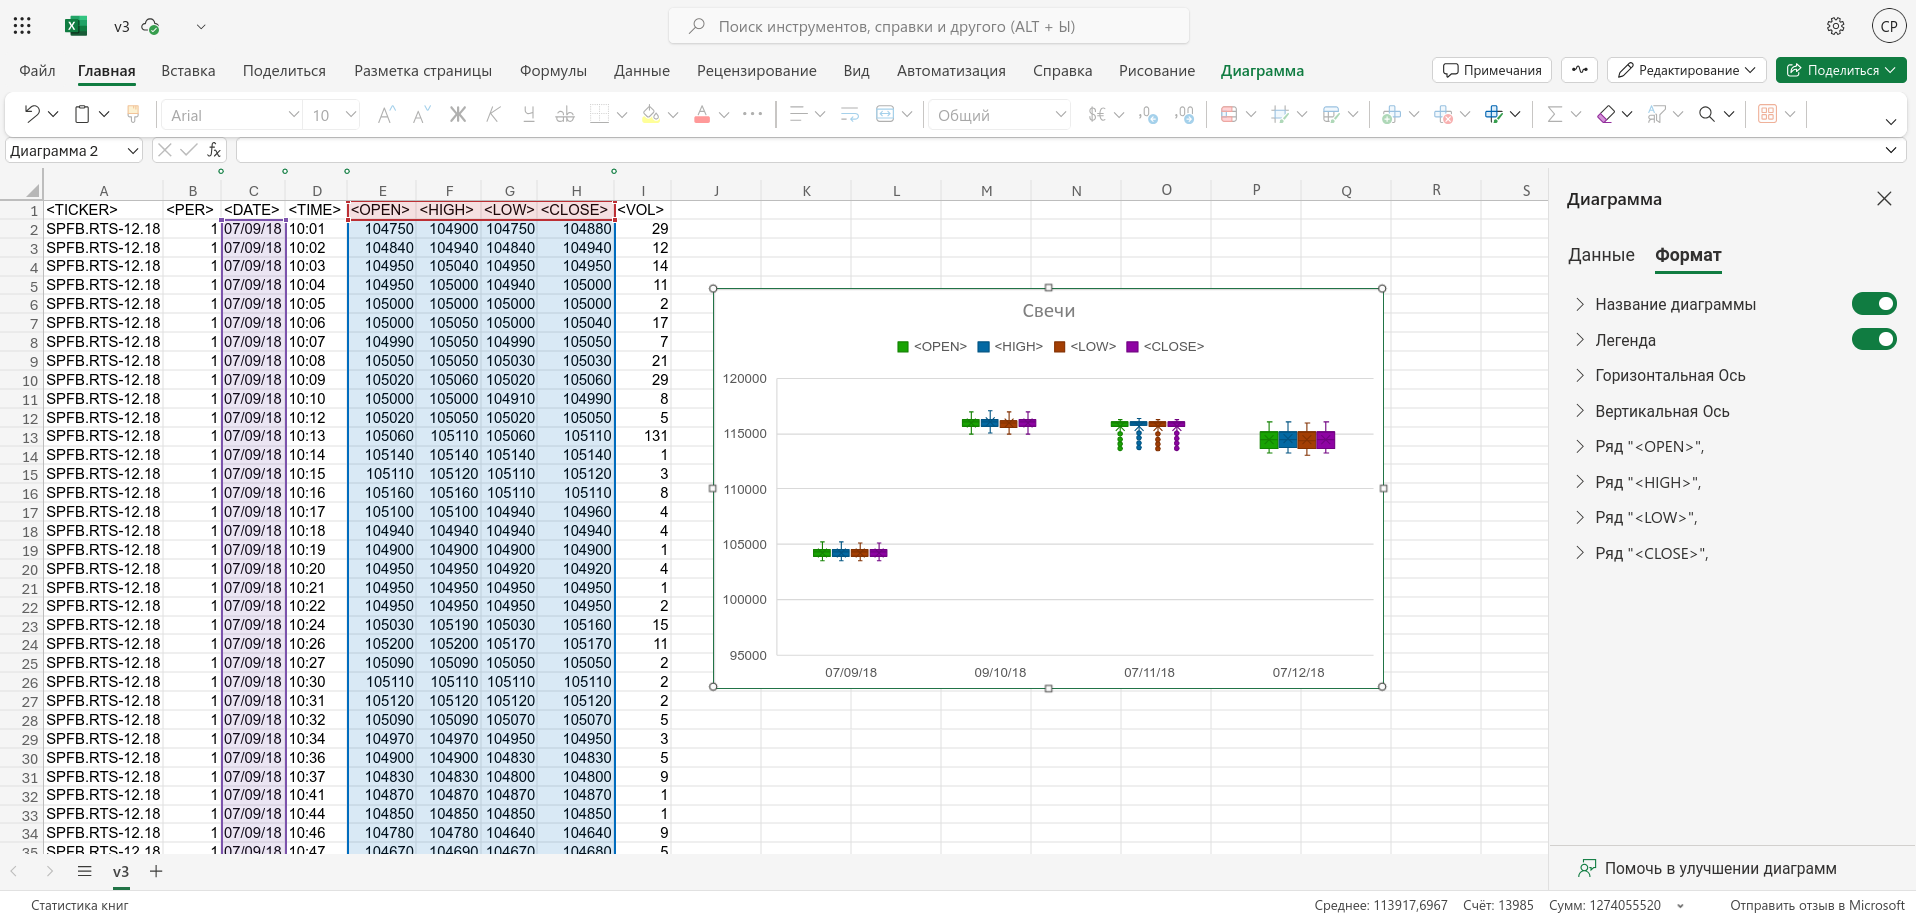 v3
Поиск инструментов, справки и другого (ALT + Ы)
CP
Файл Главная Вставка Поделиться Разметка страницы Формулы Данные Рецензирование Вид Автоматизация Справка Рисование Диаграмма Примечания Редактирование Поделиться
Arial 10 Ж К Ч ab A Общий
Диаграмма 2 fx
A B C D E F G H I J K L M N O P Q R S
1 <TICKER> <PER> <DATE> <TIME> <OPEN> <HIGH> <LOW> <CLOSE> <VOL>
2 SPFB.RTS-12.18 1 07/09/18 10:01 104750 104900 104750 104880 29
3 SPFB.RTS-12.18 1 07/09/18 10:02 104840 104940 104840 104940 12
4 SPFB.RTS-12.18 1 07/09/18 10:03 104950 105040 104950 104950 14
5 SPFB.RTS-12.18 1 07/09/18 10:04 104950 105000 104940 105000 11
6 SPFB.RTS-12.18 1 07/09/18 10:05 105000 105000 105000 105000 2
7 SPFB.RTS-12.18 1 07/09/18 10:06 105000 105050 105000 105040 17
8 SPFB.RTS-12.18 1 07/09/18 10:07 104990 105050 104990 105050 7
9 SPFB.RTS-12.18 1 07/09/18 10:08 105050 105050 105030 105030 21
10 SPFB.RTS-12.18 1 07/09/18 10:09 105020 105060 105020 105060 29
11 SPFB.RTS-12.18 1 07/09/18 10:10 105000 105000 104910 104990 8
12 SPFB.RTS-12.18 1 07/09/18 10:12 105020 105050 105020 105050 5
13 SPFB.RTS-12.18 1 07/09/18 10:13 105060 105110 105060 105110 131
14 SPFB.RTS-12.18 1 07/09/18 10:14 105140 105140 105140 105140 1
15 SPFB.RTS-12.18 1 07/09/18 10:15 105110 105120 105110 105120 3
16 SPFB.RTS-12.18 1 07/09/18 10:16 105160 105160 105110 105110 8
17 SPFB.RTS-12.18 1 07/09/18 10:17 105100 105100 104940 104960 4
18 SPFB.RTS-12.18 1 07/09/18 10:18 104940 104940 104940 104940 4
19 SPFB.RTS-12.18 1 07/09/18 10:19 104900 104900 104900 104900 1
20 SPFB.RTS-12.18 1 07/09/18 10:20 104950 104950 104920 104920 4
21 SPFB.RTS-12.18 1 07/09/18 10:21 104950 104950 104950 104950 1
22 SPFB.RTS-12.18 1 07/09/18 10:22 104950 104950 104950 104950 2
23 SPFB.RTS-12.18 1 07/09/18 10:24 105030 105190 105030 105160 15
24 SPFB.RTS-12.18 1 07/09/18 10:26 105200 105200 105170 105170 11
25 SPFB.RTS-12.18 1 07/09/18 10:27 105090 105090 105050 105050 2
26 SPFB.RTS-12.18 1 07/09/18 10:30 105110 105110 105110 105110 2
27 SPFB.RTS-12.18 1 07/09/18 10:31 105120 105120 105120 105120 2
28 SPFB.RTS-12.18 1 07/09/18 10:32 105090 105090 105070 105070 5
29 SPFB.RTS-12.18 1 07/09/18 10:34 104970 104970 104950 104950 3
30 SPFB.RTS-12.18 1 07/09/18 10:36 104900 104900 104830 104830 5
31 SPFB.RTS-12.18 1 07/09/18 10:37 104830 104830 104800 104800 9
32 SPFB.RTS-12.18 1 07/09/18 10:41 104870 104870 104870 104870 1
33 SPFB.RTS-12.18 1 07/09/18 10:44 104850 104850 104850 104850 1
34 SPFB.RTS-12.18 1 07/09/18 10:46 104780 104780 104640 104640 9
35 SPFB.RTS-12.18 1 07/09/18 10:47 104670 104690 104670 104680 5
Свечи
<OPEN> <HIGH> <LOW> <CLOSE>
120000
115000
110000
105000
100000
95000
07/09/18 09/10/18 07/11/18 07/12/18
Диаграмма
Данные Формат
Название диаграммы
Легенда
Горизонтальная Ось
Вертикальная Ось
Ряд "<OPEN>",
Ряд "<HIGH>",
Ряд "<LOW>",
Ряд "<CLOSE>",
Помочь в улучшении диаграмм
v3
Статистика книг Среднее: 113917,6967 Счёт: 13985 Сумм: 1274055520 Отправить отзыв в Microsoft